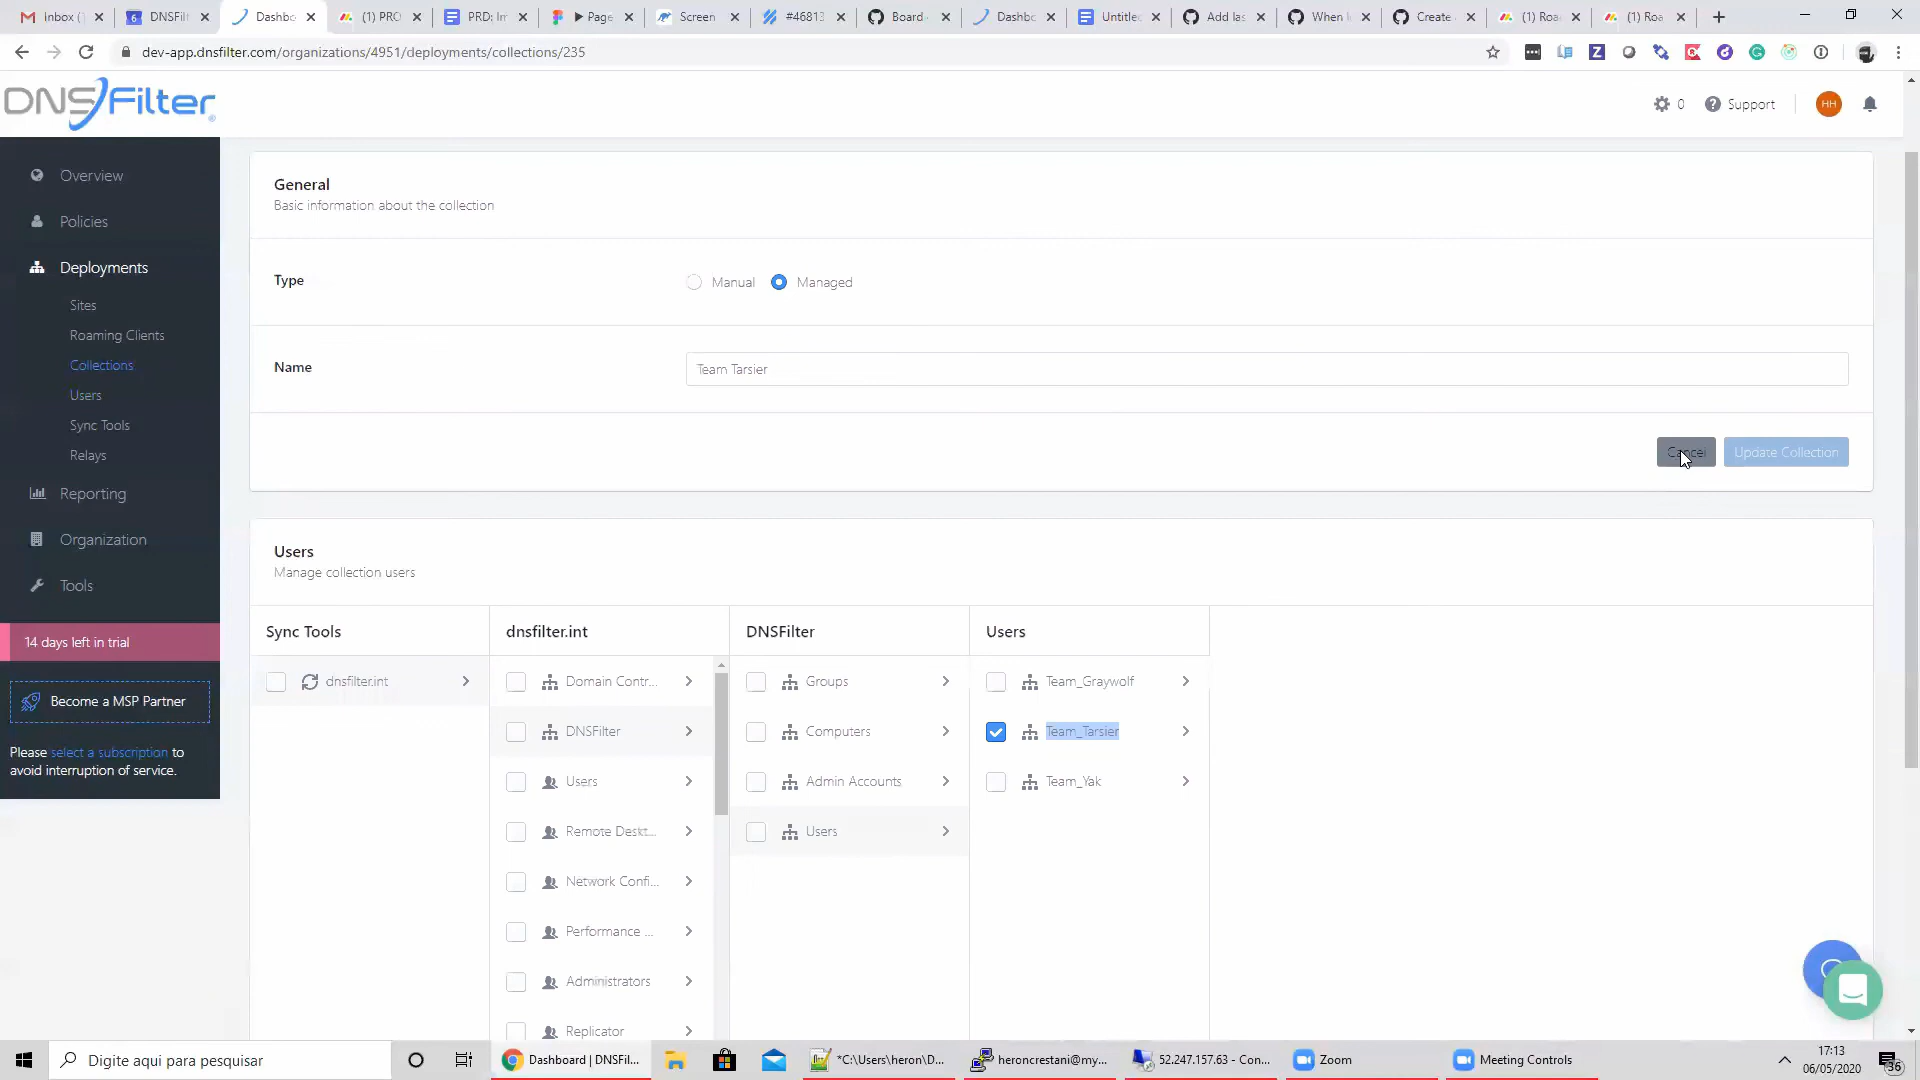 Inbox (
DNSFilt
Dashbo
(1) PRO
PRD: Im
Page
Screen
#46813
Board
Dashbo
Untitled
Add las
When
Create
(1) Roa
(1) Roa
dev-app.dnsfilter.com/organizations/4951/deployments/collections/235
DNSFilter
0
Support
HH
Overview
Policies
Deployments
Sites
Roaming Clients
Collections
Users
Sync Tools
Relays
Reporting
Organization
Tools
14 days left in trial
Become a MSP Partner
Please select a subscription to
avoid interruption of service.
General
Basic information about the collection
Type
Manual
Managed
Name
Team Tarsier
Cancel
Update Collection
Users
Manage collection users
Sync Tools
dnsfilter.int
DNSFilter
Users
dnsfilter.int
Domain Contr...
Groups
Team_Graywolf
DNSFilter
Computers
Team_Tarsier
Users
Admin Accounts
Team_Yak
Remote Deskt...
Users
Network Confi...
Performance ...
Administrators
Replicator
Digite aqui para pesquisar
Dashboard | DNSFil...
*C:\Users\heron\D...
heroncrestani@my...
52.247.157.63 - Con...
Zoom
Meeting Controls
17:13
06/05/2020
36